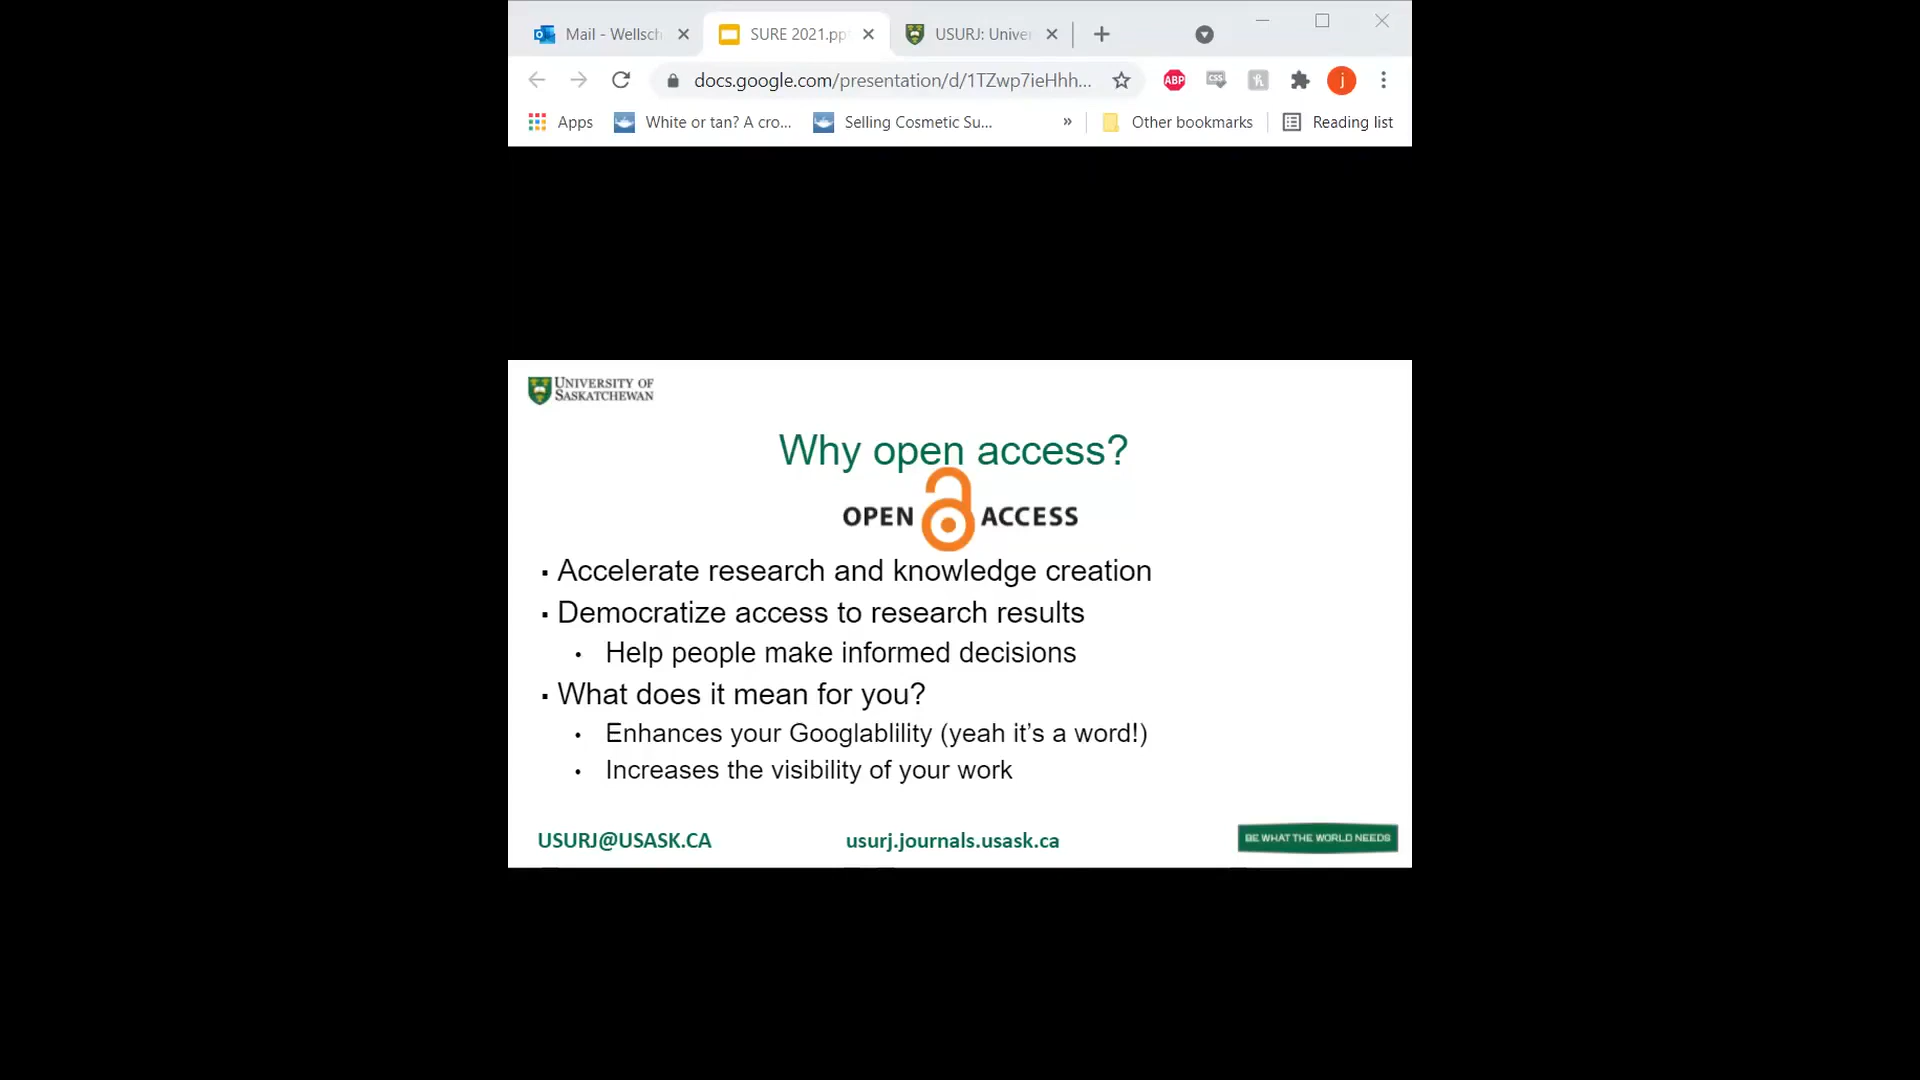 Mail - Wellsch
SURE 2021.pp
USURJ: Univer
docs.google.com/presentation/d/1TZwp7ieHhh...
ABP
CSS
j
Apps
White or tan? A cro...
Selling Cosmetic Su...
»
Other bookmarks
Reading list
UNIVERSITY OF
SASKATCHEWAN
Why open access?
OPEN ACCESS
▪ Accelerate research and knowledge creation
▪ Democratize access to research results
• Help people make informed decisions
▪ What does it mean for you?
• Enhances your Googlablility (yeah it's a word!)
• Increases the visibility of your work
USURJ@USASK.CA
usurj.journals.usask.ca
BE WHAT THE WORLD NEEDS